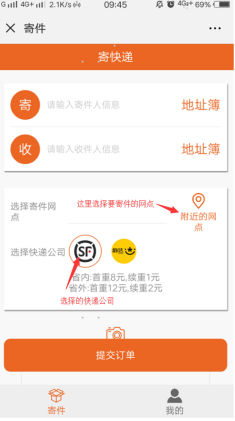 4G+ 2.1K/s 09:45 4G+ 69%
寄件
寄快递
寄 请输入寄件人信息 地址簿
收 请输入收件人信息 地址簿
选择寄件网点
这里选择要寄件的网点
附近的网点
选择快递公司
SF
省内:首重8元,续重1元
省外:首重12元,续重2元
选择的快递公司
提交订单
寄件 我的